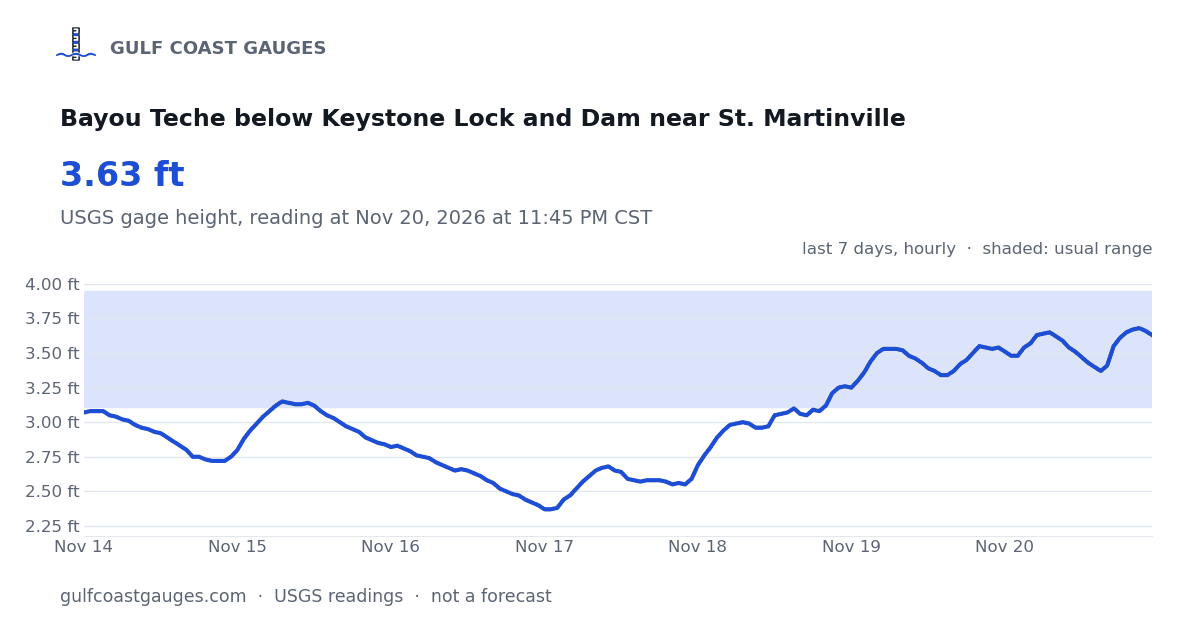 GULF COAST GAUGES
Bayou Teche below Keystone Lock and Dam near St. Martinville
3.63 ft
USGS gage height, reading at Nov 20, 2026 at 11:45 PM CST
last 7 days, hourly · shaded: usual range
4.00 ft
3.75 ft
3.50 ft
3.25 ft
3.00 ft
2.75 ft
2.50 ft
2.25 ft
Nov 14 Nov 15 Nov 16 Nov 17 Nov 18 Nov 19 Nov 20
gulfcoastgauges.com · USGS readings · not a forecast